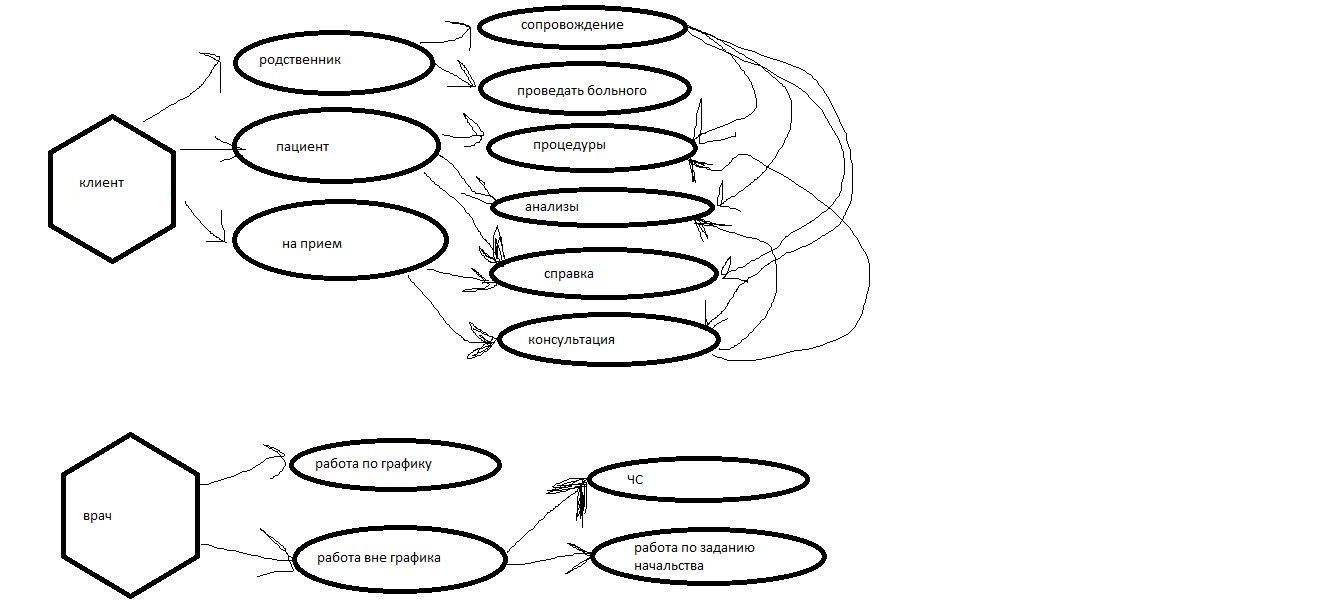 сопровождение
родственник
проведать больного
процедуры
пациент
клиент
анализы
на прием
справка
консультация
работа по графику
ЧС
врач
работа вне графика
работа по заданию
начальства